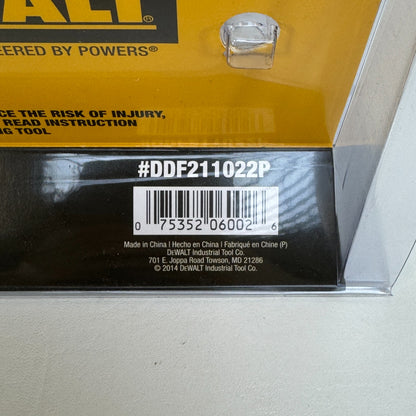 WALT
EERED BY POWERS®
CE THE RISK OF INJURY,
READ INSTRUCTION
NG TOOL
#DDF211022P
0 75352 06002 6
Made in China | Hecho en China | Fabriqué en Chine (P)
DEWALT Industrial Tool Co.
701 E. Joppa Road Towson, MD 21286
© 2014 DEWALT Industrial Tool Co.